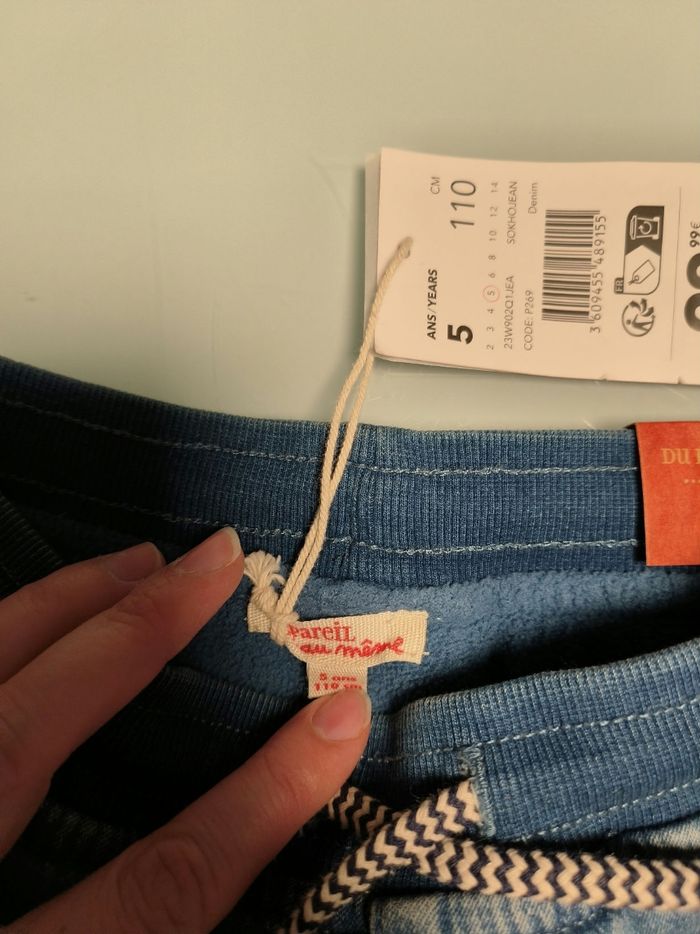 ANS/YEARS
CM
5
110
2 3 4 5 6 8 10 12 14
23W902Q1JEA
SOKHOJEAN
CODE: P269
Denim
3 609455 489155
FR
99€
DU
PareiL
au même
5 ans
110